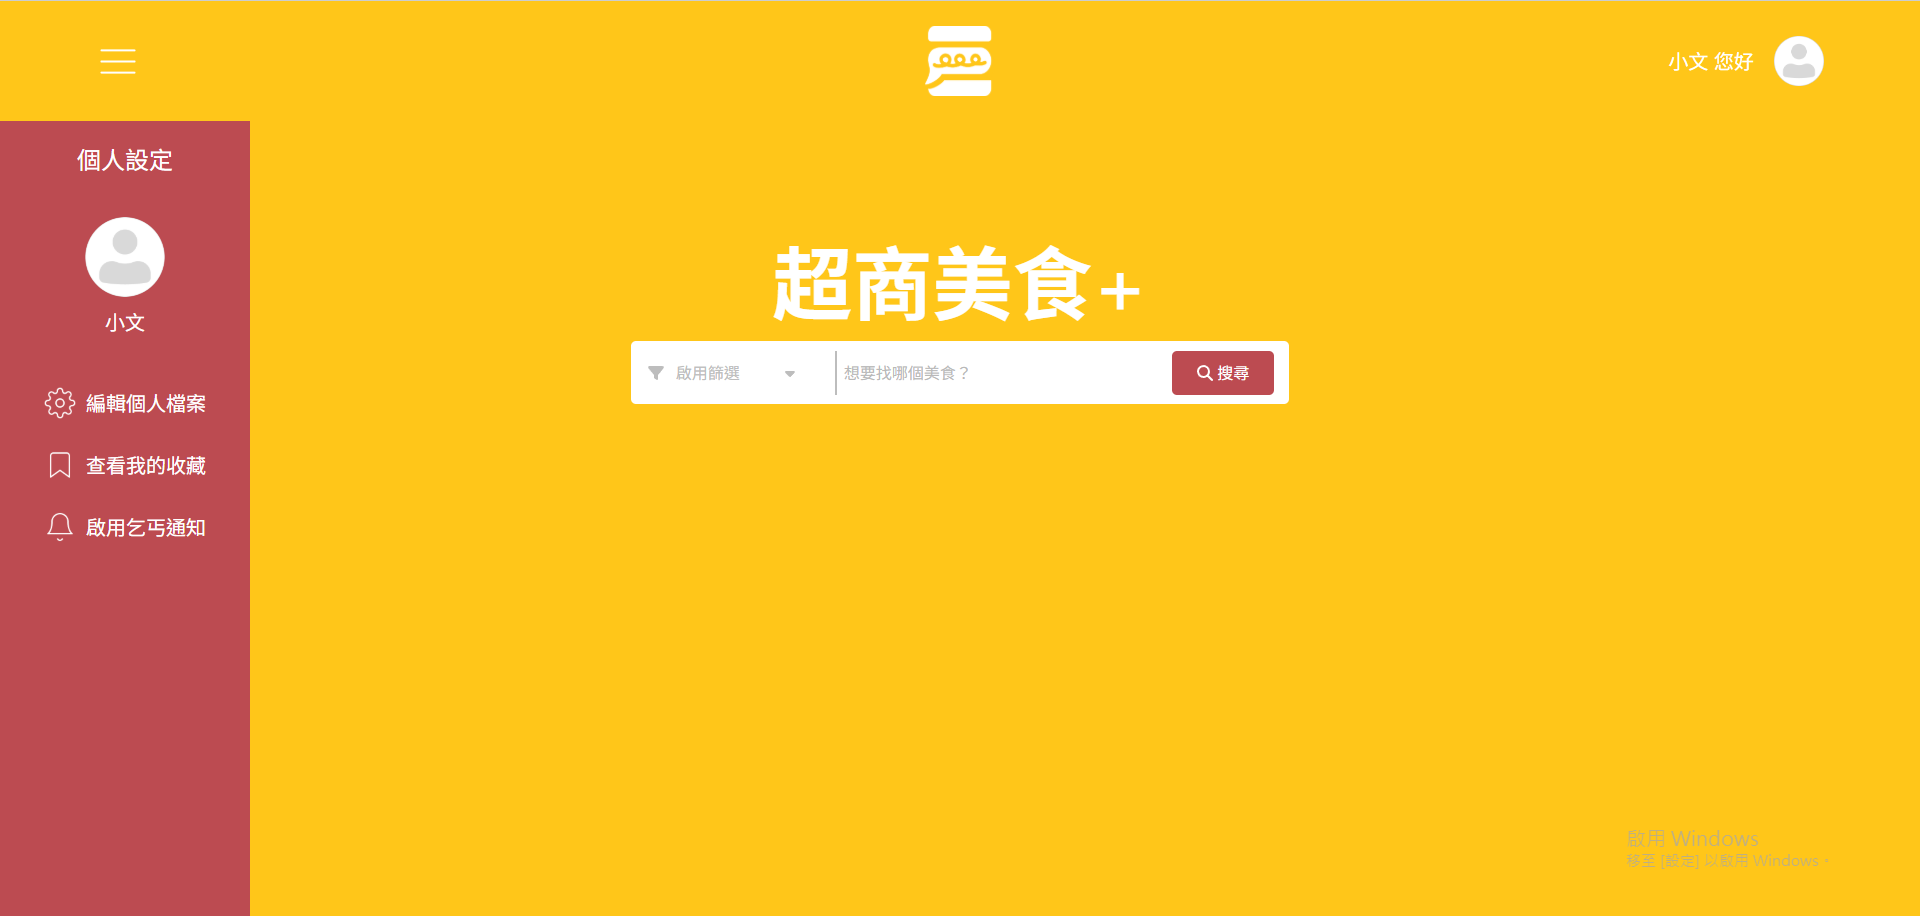 小文 您好
個人設定
小文
編輯個人檔案
查看我的收藏
啟用乞丐通知
超商美食+
啟用篩選
想要找哪個美食？
搜尋
啟用 Windows
移至 [設定] 以啟用 Windows。